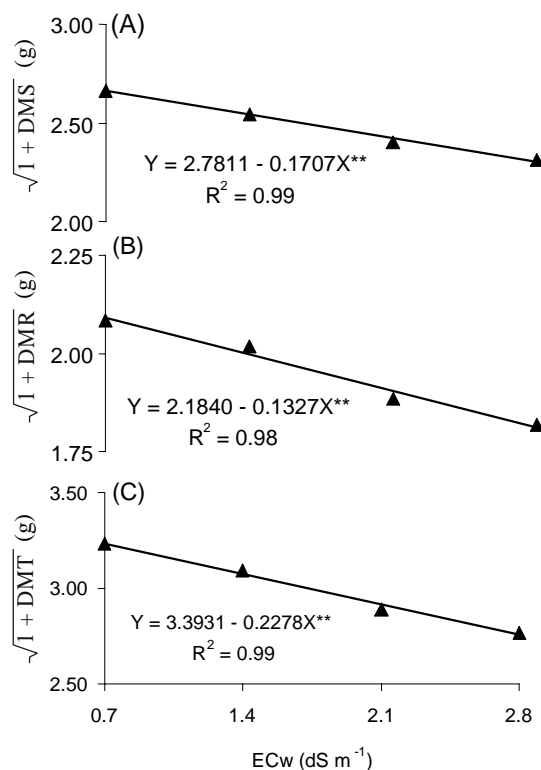 (A)
3.00
2.50
2.00
√1 + DMS (g)
Y = 2.7811 - 0.1707X**
R² = 0.99
(B)
2.25
2.00
1.75
√1 + DMR (g)
Y = 2.1840 - 0.1327X**
R² = 0.98
(C)
3.50
3.00
2.50
√1 + DMT (g)
Y = 3.3931 - 0.2278X**
R² = 0.99
0.7 1.4 2.1 2.8
ECw (dS m⁻¹)